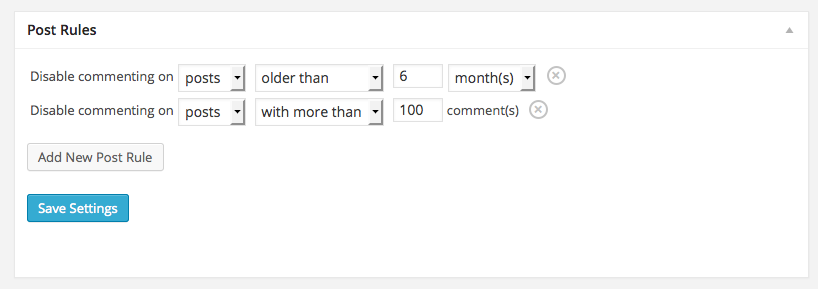 Post Rules
Disable commenting on posts older than 6 month(s)
Disable commenting on posts with more than 100 comment(s)
Add New Post Rule
Save Settings